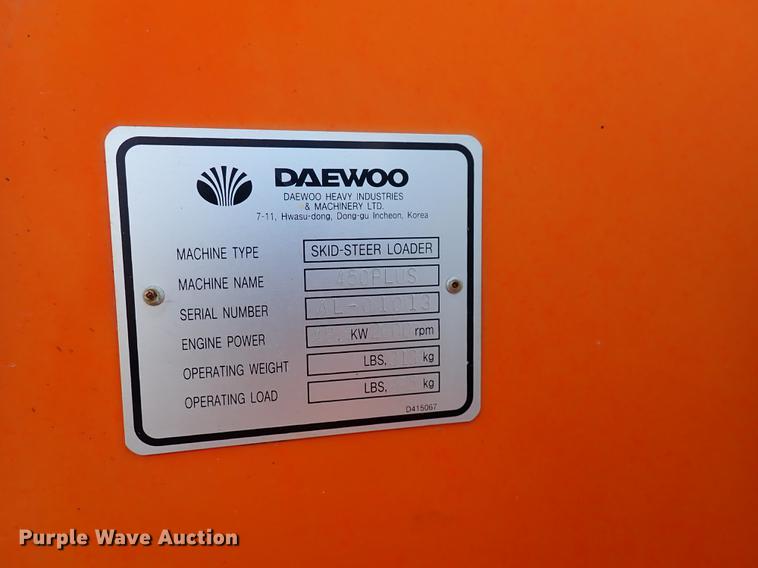 DAEWOO
DAEWOO HEAVY INDUSTRIES
& MACHINERY LTD.
7-11, Hwasu-dong, Dong-gu Incheon, Korea
MACHINE TYPE SKID-STEER LOADER
MACHINE NAME 450PLUS
SERIAL NUMBER
ENGINE POWER KW rpm
OPERATING WEIGHT LBS, kg
OPERATING LOAD LBS, kg
D415067
Purple Wave Auction